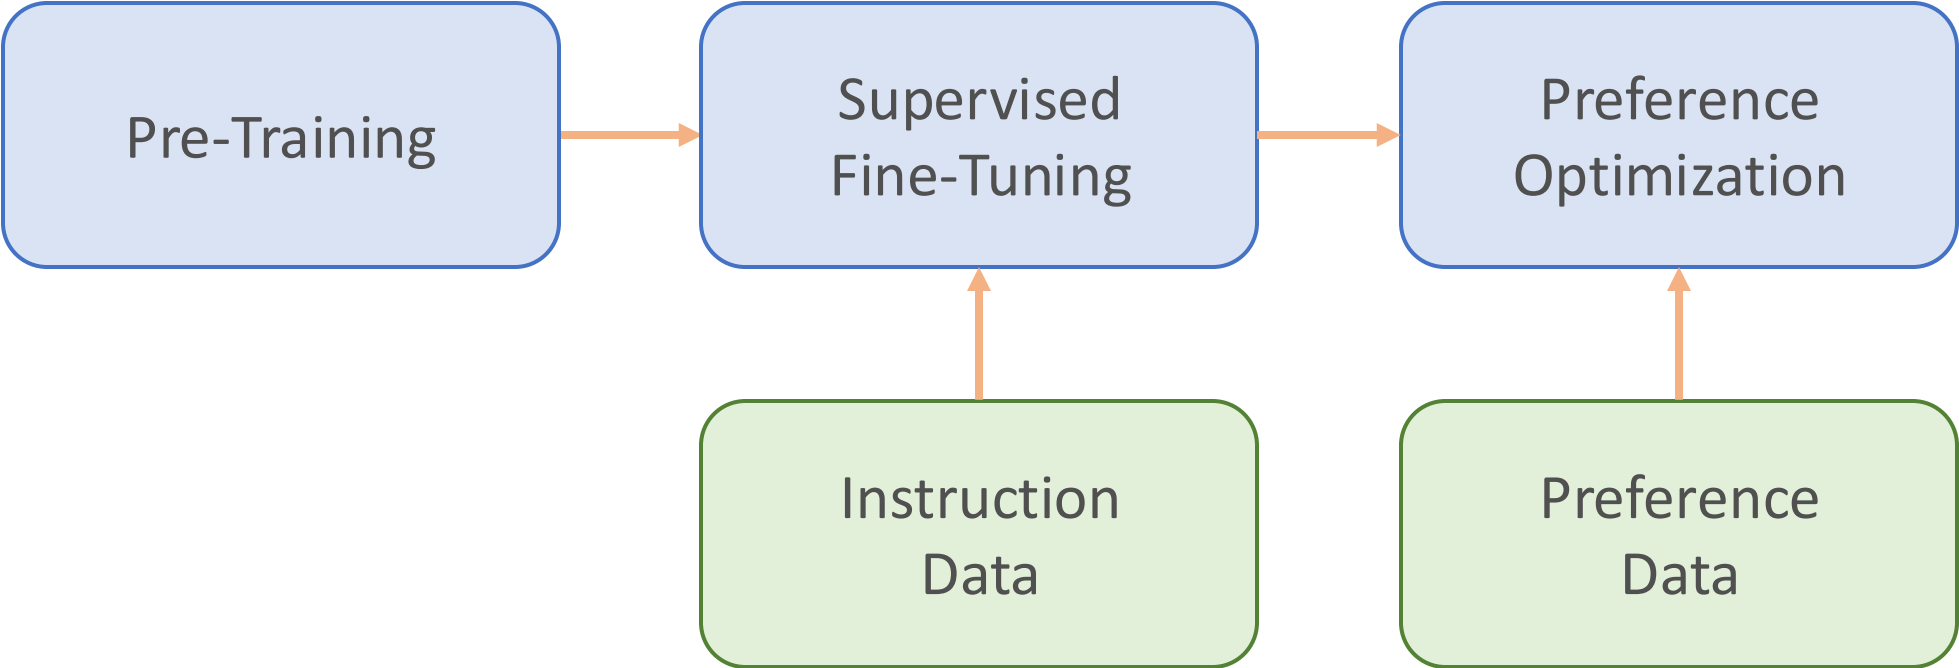 Pre-Training
Supervised
Fine-Tuning
Preference
Optimization
Instruction
Data
Preference
Data